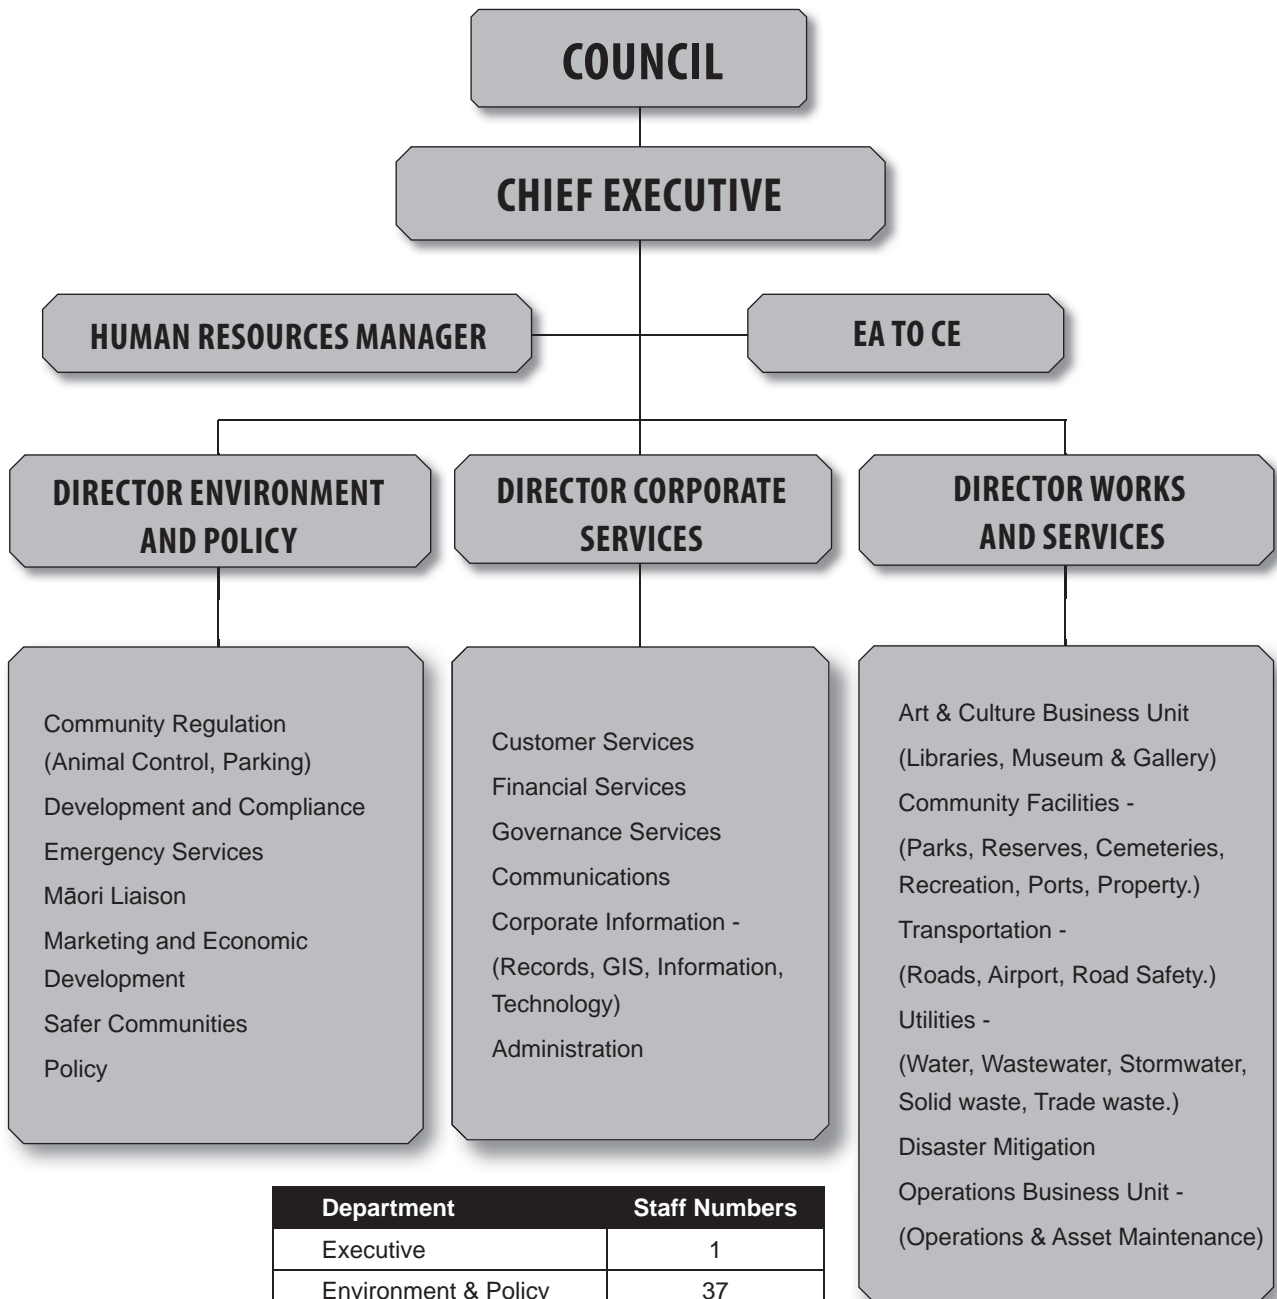 COUNCIL
CHIEF EXECUTIVE
HUMAN RESOURCES MANAGER
EA TO CE
DIRECTOR ENVIRONMENT
AND POLICY
DIRECTOR CORPORATE
SERVICES
DIRECTOR WORKS
AND SERVICES
Community Regulation
(Animal Control, Parking)
Development and Compliance
Emergency Services
Māori Liaison
Marketing and Economic
Development
Safer Communities
Policy
Customer Services
Financial Services
Governance Services
Communications
Corporate Information -
(Records, GIS, Information,
Technology)
Administration
Art & Culture Business Unit
(Libraries, Museum & Gallery)
Community Facilities -
(Parks, Reserves, Cemeteries,
Recreation, Ports, Property.)
Transportation -
(Roads, Airport, Road Safety.)
Utilities -
(Water, Wastewater, Stormwater,
Solid waste, Trade waste.)
Disaster Mitigation
Operations Business Unit -
(Operations & Asset Maintenance)
Department Staff Numbers
Executive 1
Environment & Policy 37